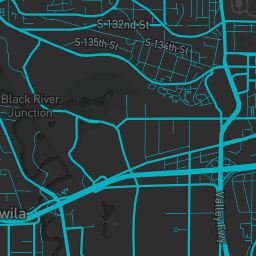 S 132nd St
S 135th St
S 134th St
Black River
Junction
wila
Valley Fwy